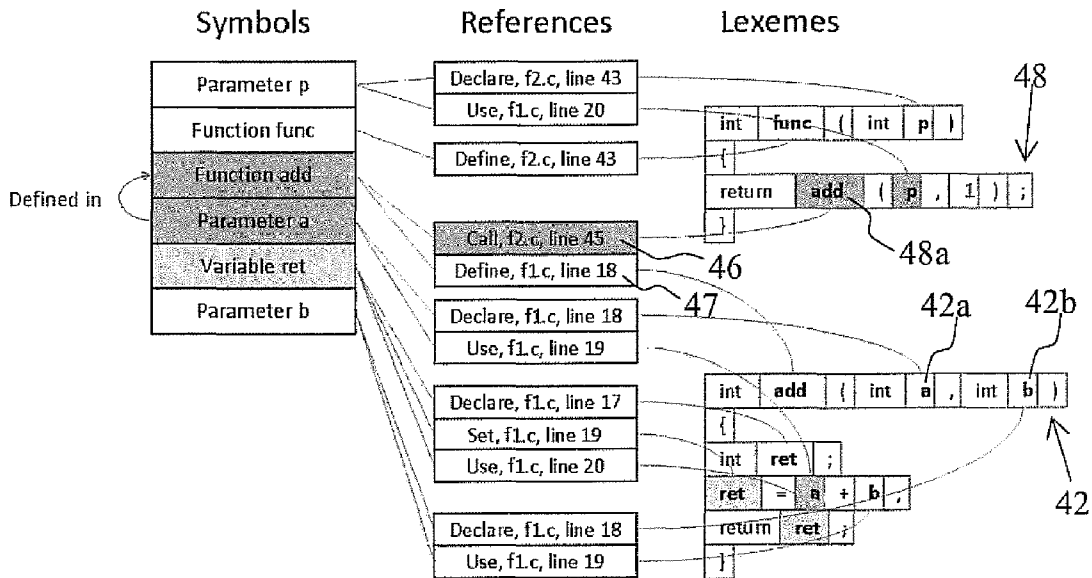 Symbols References Lexemes
Parameter p
Function func
Function add
Parameter a
Variable ret
Parameter b
Defined in
Declare, f2.c, line 43
Use, f1.c, line 20
Define, f2.c, line 43
Call, f2.c, line 45
Define, f1.c, line 18
Declare, f1.c, line 18
Use, f1.c, line 19
Declare, f1.c, line 17
Set, f1.c, line 19
Use, f1.c, line 20
Declare, f1.c, line 18
Use, f1.c, line 19
46
47
48
int func ( int p )
{
return add ( p , 1 ) ;
}
48a
42a 42b
int add ( int a , int b )
{
int ret ;
ret = a + b ;
return ret ;
}
42